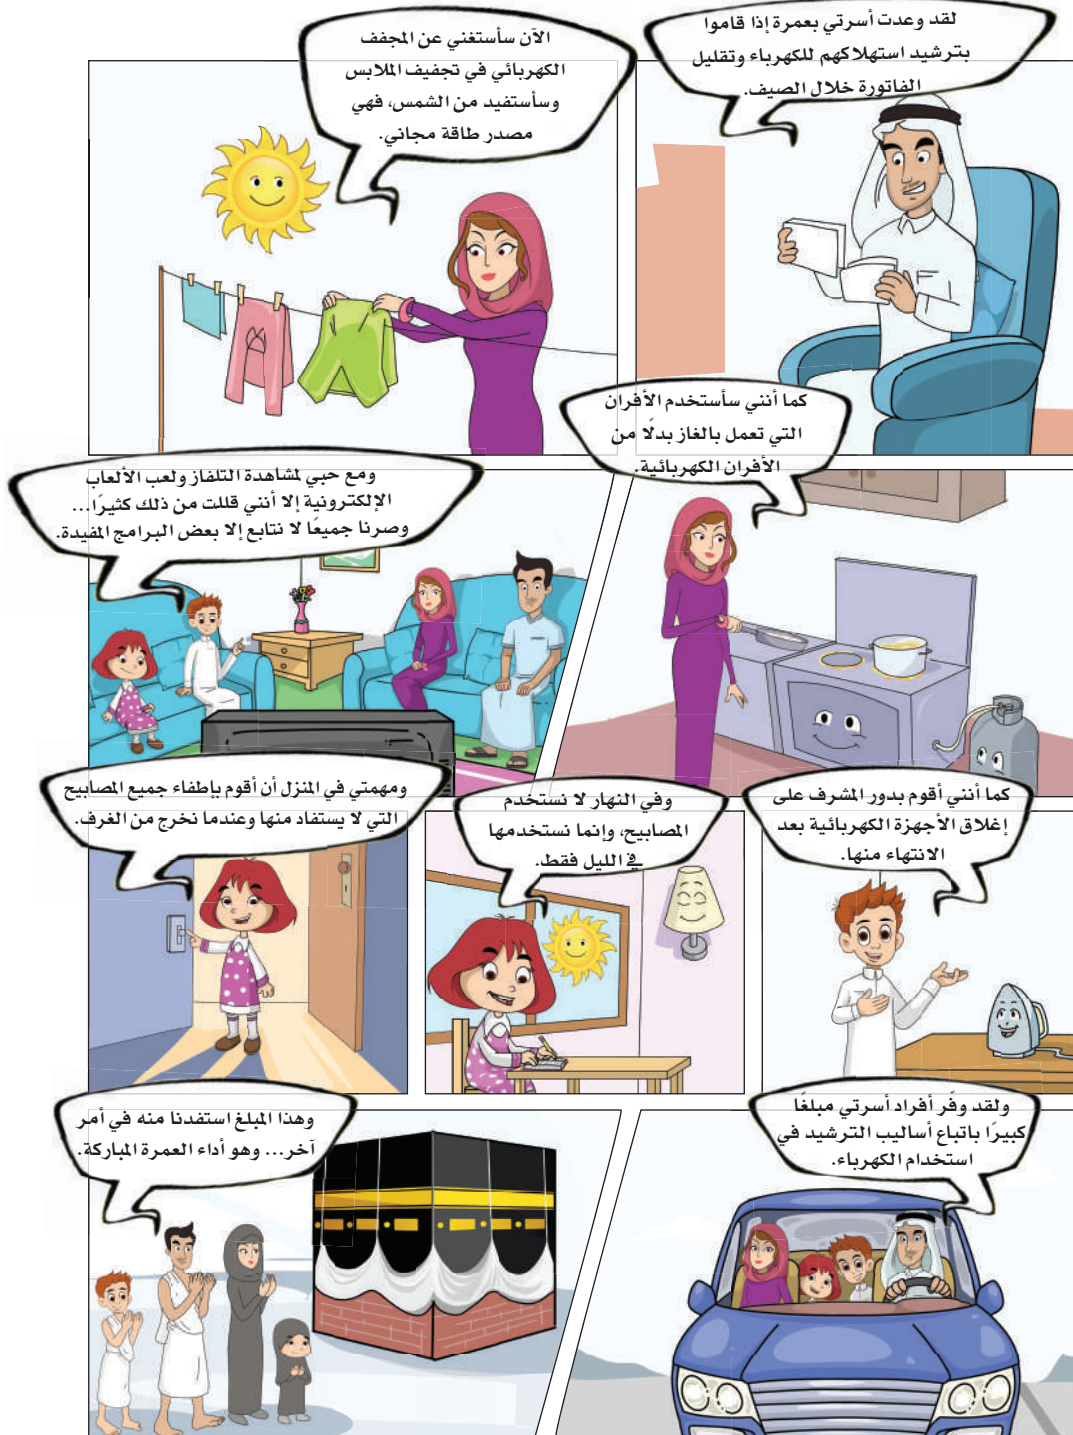 لقد وعدت أسرتي بعمرة إذا قاموا
بترشيد استهلاكهم للكهرباء وتقليل
الفاتورة خلال الصيف.
الآن سأستغني عن المجفف
الكهربائي في تجفيف الملابس
وسأستفيد من الشمس، فهي
مصدر طاقة مجاني.
كما أنني سأستخدم الأفران
التي تعمل بالغاز بدلًا من
الأفران الكهربائية.
ومع حبي لمشاهدة التلفاز ولعب الألعاب
الإلكترونية إلا أنني قللت من ذلك كثيرًا...
وصرنا جميعًا لا نتابع إلا بعض البرامج المفيدة.
كما أنني أقوم بدور المشرف على
إغلاق الأجهزة الكهربائية بعد
الانتهاء منها.
وفي النهار لا نستخدم
المصابيح، وإنما نستخدمها
في الليل فقط.
ومهمتي في المنزل أن أقوم بإطفاء جميع المصابيح
التي لا يستفاد منها وعندما نخرج من الغرف.
ولقد وفّر أفراد أسرتي مبلغًا
كبيرًا باتباع أساليب الترشيد في
استخدام الكهرباء.
وهذا المبلغ استفدنا منه في أمر
آخر... وهو أداء العمرة المباركة.